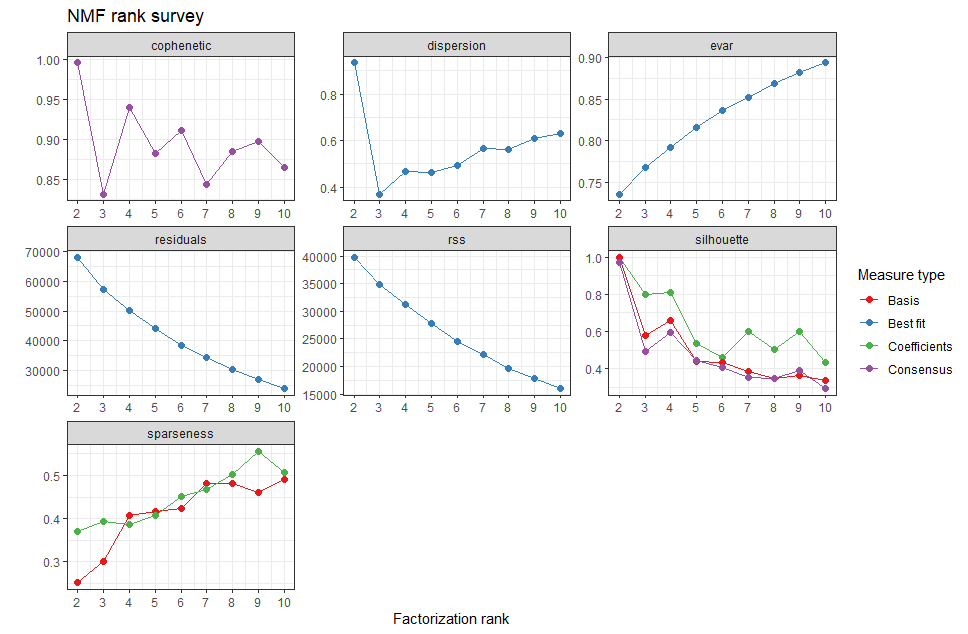 NMF rank survey
cophenetic
1.00
0.95
0.90
0.85
2 3 4 5 6 7 8 9 10
dispersion
0.8
0.6
0.4
2 3 4 5 6 7 8 9 10
evar
0.90
0.85
0.80
0.75
2 3 4 5 6 7 8 9 10
residuals
70000
60000
50000
40000
30000
2 3 4 5 6 7 8 9 10
rss
40000
35000
30000
25000
20000
15000
2 3 4 5 6 7 8 9 10
silhouette
1.0
0.8
0.6
0.4
2 3 4 5 6 7 8 9 10
sparseness
0.5
0.4
0.3
2 3 4 5 6 7 8 9 10
Factorization rank
Measure type
Basis
Best fit
Coefficients
Consensus